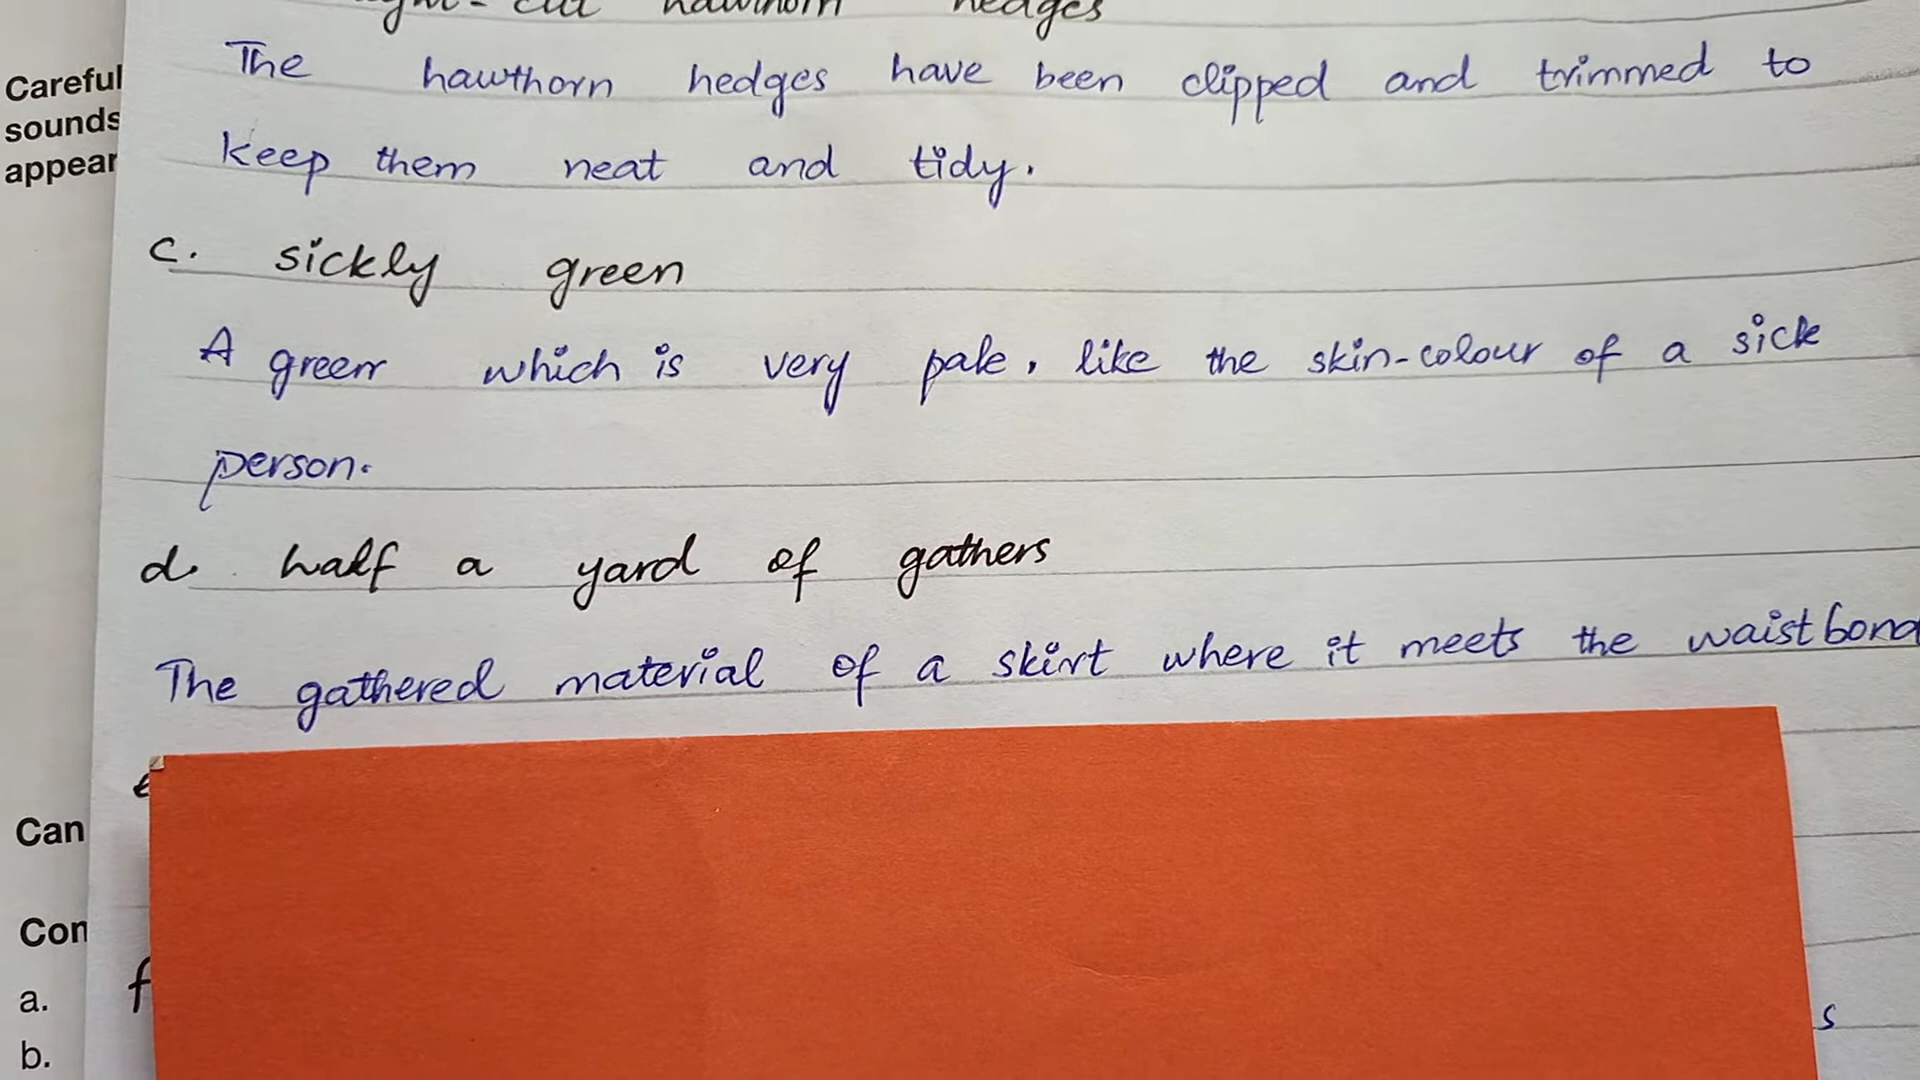 hedges
The hawthorn hedges have been clipped and trimmed to
keep them neat and tidy.
c. sickly green
A green which is very pale, like the skin-colour of a sick
person.
d. half a yard of gathers
The gathered material of a skirt where it meets the
f
s
Careful
sounds
appear
Can
Con
a.
b.